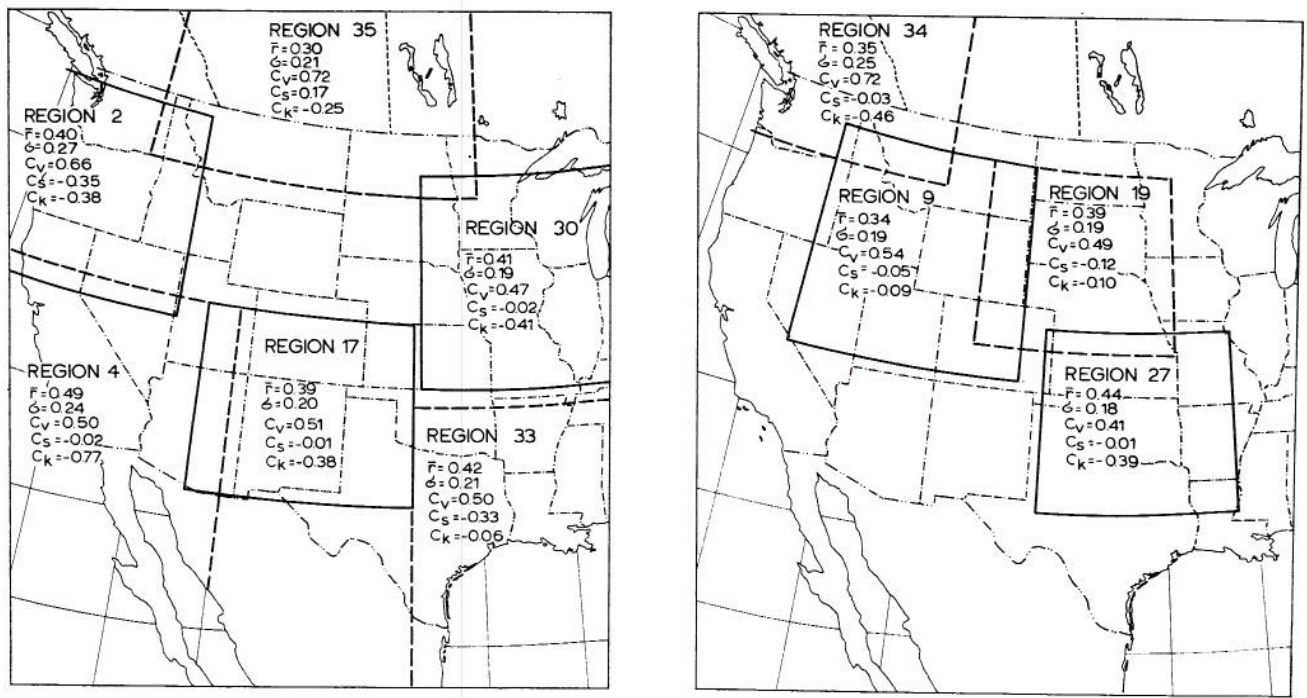 REGION 35
r̄=0.30
σ=0.21
Cv=0.72
Cs=0.17
Ck=-0.25
REGION 2
r̄=0.40
σ=0.27
Cv=0.66
Cs=-0.35
Ck=-0.38
REGION 30
r̄=0.41
σ=0.19
Cv=0.47
Cs=-0.02
Ck=-0.41
REGION 17
r̄=0.39
σ=0.20
Cv=0.51
Cs=-0.01
Ck=-0.38
REGION 4
r̄=0.49
σ=0.24
Cv=0.50
Cs=-0.02
Ck=-0.77
REGION 33
r̄=0.42
σ=0.21
Cv=0.50
Cs=-0.33
Ck=-0.06
REGION 34
r̄=0.35
σ=0.25
Cv=0.72
Cs=-0.03
Ck=-0.46
REGION 9
r̄=0.34
σ=0.19
Cv=0.54
Cs=-0.05
Ck=-0.09
REGION 19
r̄=0.39
σ=0.19
Cv=0.49
Cs=-0.12
Ck=-0.10
REGION 27
r̄=0.44
σ=0.18
Cv=0.41
Cs=-0.01
Ck=-0.39